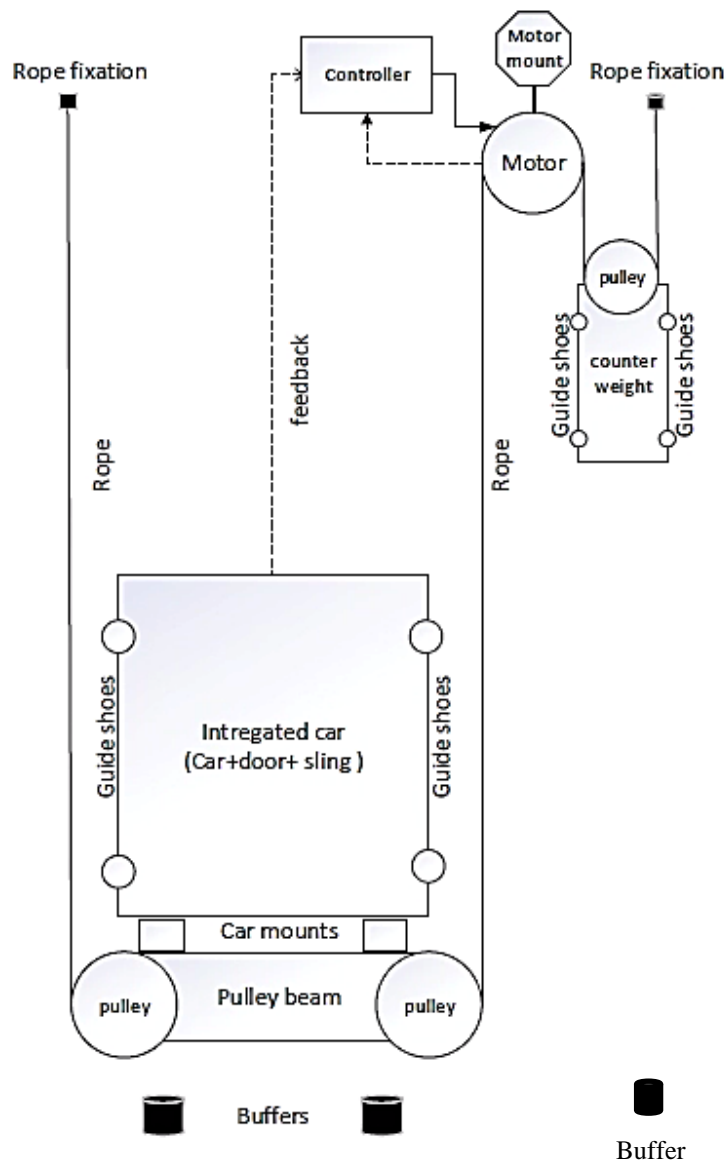 Motor
mount
Rope fixation
Controller
Rope fixation
Motor
pulley
Guide shoes
counter
weight
Guide shoes
feedback
Rope
Rope
Guide shoes
Intregated car
(Car+door+ sling )
Guide shoes
Car mounts
pulley
Pulley beam
pulley
Buffers
Buffer